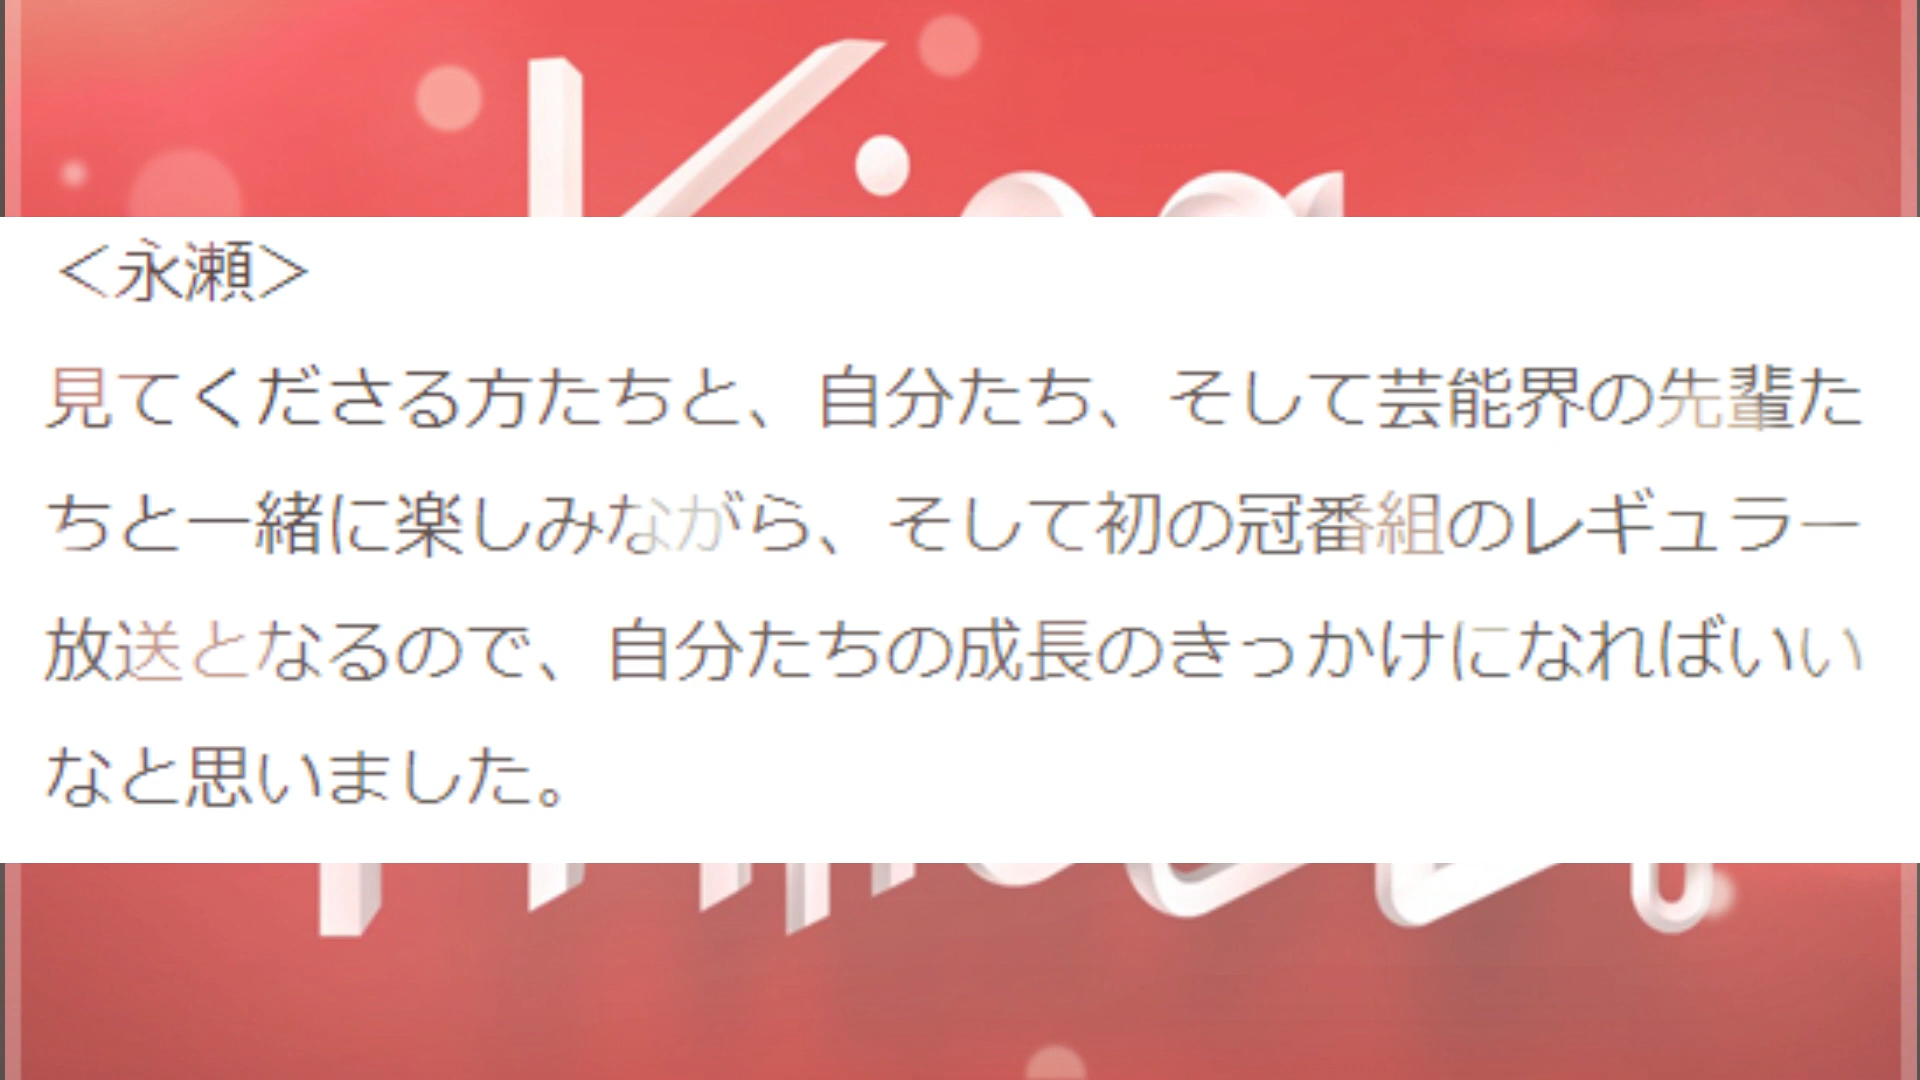 King
＜永瀬＞
見てくださる方たちと、自分たち、そして芸能界の先輩た
ちと一緒に楽しみながら、そして初の冠番組のレギュラー
放送となるので、自分たちの成長のきっかけになればいい
なと思いました。